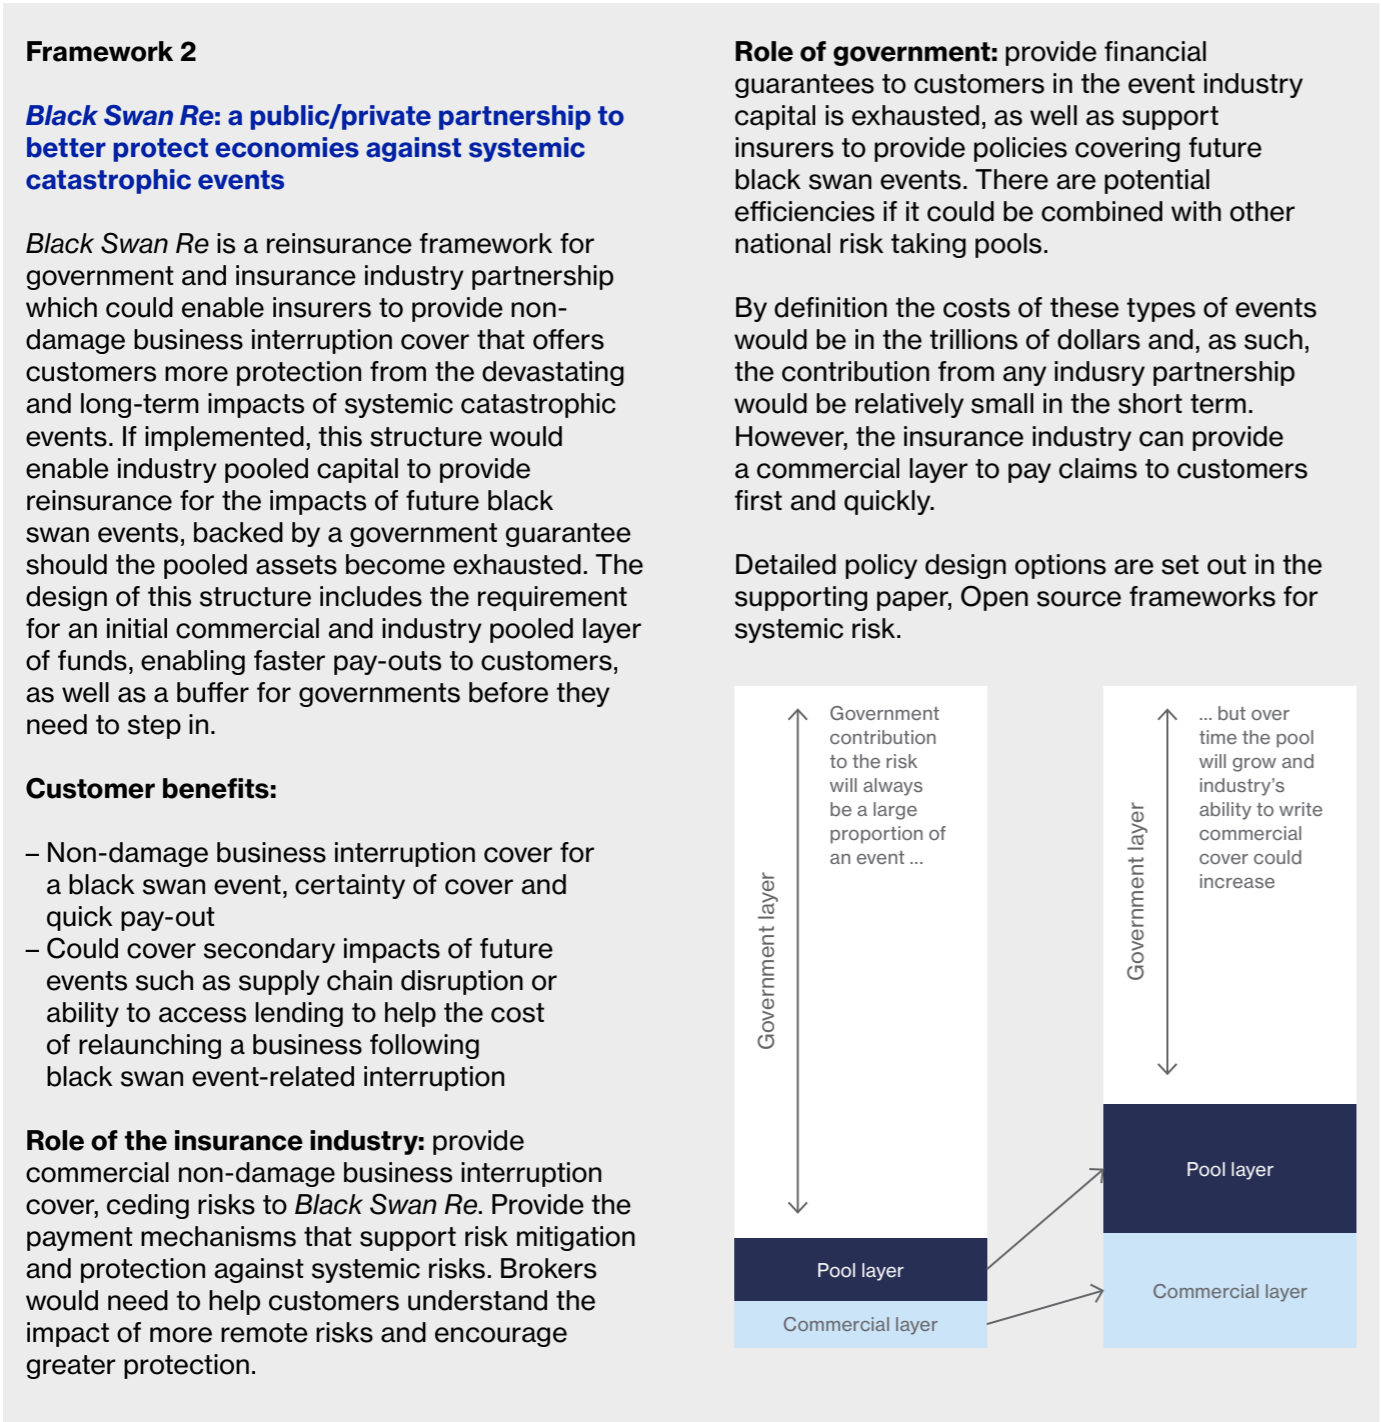 Framework 2
Black Swan Re: a public/private partnership to
better protect economies against systemic
catastrophic events
Black Swan Re is a reinsurance framework for
government and insurance industry partnership
which could enable insurers to provide non-
damage business interruption cover that offers
customers more protection from the devastating
and long-term impacts of systemic catastrophic
events. If implemented, this structure would
enable industry pooled capital to provide
reinsurance for the impacts of future black
swan events, backed by a government guarantee
should the pooled assets become exhausted. The
design of this structure includes the requirement
for an initial commercial and industry pooled layer
of funds, enabling faster pay-outs to customers,
as well as a buffer for governments before they
need to step in.
Customer benefits:
– Non-damage business interruption cover for
a black swan event, certainty of cover and
quick pay-out
– Could cover secondary impacts of future
events such as supply chain disruption or
ability to access lending to help the cost
of relaunching a business following
black swan event-related interruption
Role of the insurance industry: provide
commercial non-damage business interruption
cover, ceding risks to Black Swan Re. Provide the
payment mechanisms that support risk mitigation
and protection against systemic risks. Brokers
would need to help customers understand the
impact of more remote risks and encourage
greater protection.
Role of government: provide financial
guarantees to customers in the event industry
capital is exhausted, as well as support
insurers to provide policies covering future
black swan events. There are potential
efficiencies if it could be combined with other
national risk taking pools.
By definition the costs of these types of events
would be in the trillions of dollars and, as such,
the contribution from any indusry partnership
would be relatively small in the short term.
However, the insurance industry can provide
a commercial layer to pay claims to customers
first and quickly.
Detailed policy design options are set out in the
supporting paper, Open source frameworks for
systemic risk.
Government layer
Government
contribution
to the risk
will always
be a large
proportion of
an event ...
Pool layer
Commercial layer
Government layer
... but over
time the pool
will grow and
industry's
ability to write
commercial
cover could
increase
Pool layer
Commercial layer